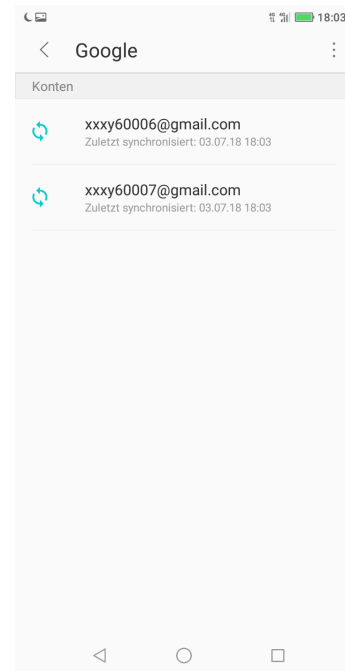 18:03
Google
Konten
xxxy60006@gmail.com
Zuletzt synchronisiert: 03.07.18 18:03
xxxy60007@gmail.com
Zuletzt synchronisiert: 03.07.18 18:03